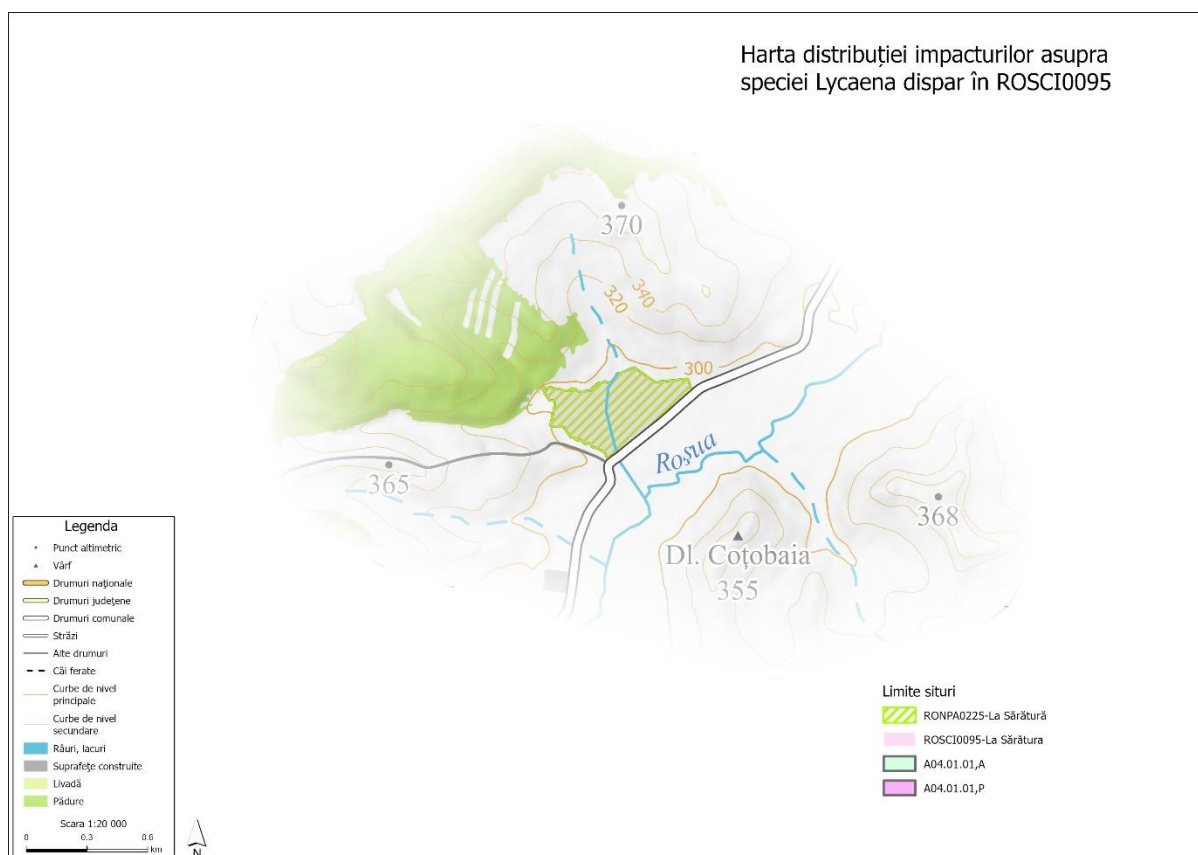 Harta distribuției impacturilor asupra
speciei Lycaena dispar în ROSCI0095
370
340
320
300
Roșua
365
368
Dl. Coțobaia
355
Legenda
Punct altimetric
Vârf
Drumuri naționale
Drumuri județene
Drumuri comunale
Străzi
Alte drumuri
Căi ferate
Curbe de nivel
principale
Curbe de nivel
secundare
Râuri, lacuri
Suprafețe construite
Livadă
Pădure
Scara 1:20 000
0 0.3 0.6
km
N
Limite situri
RONPA0225-La Sărătură
ROSCI0095-La Sărătura
A04.01.01,A
A04.01.01,P